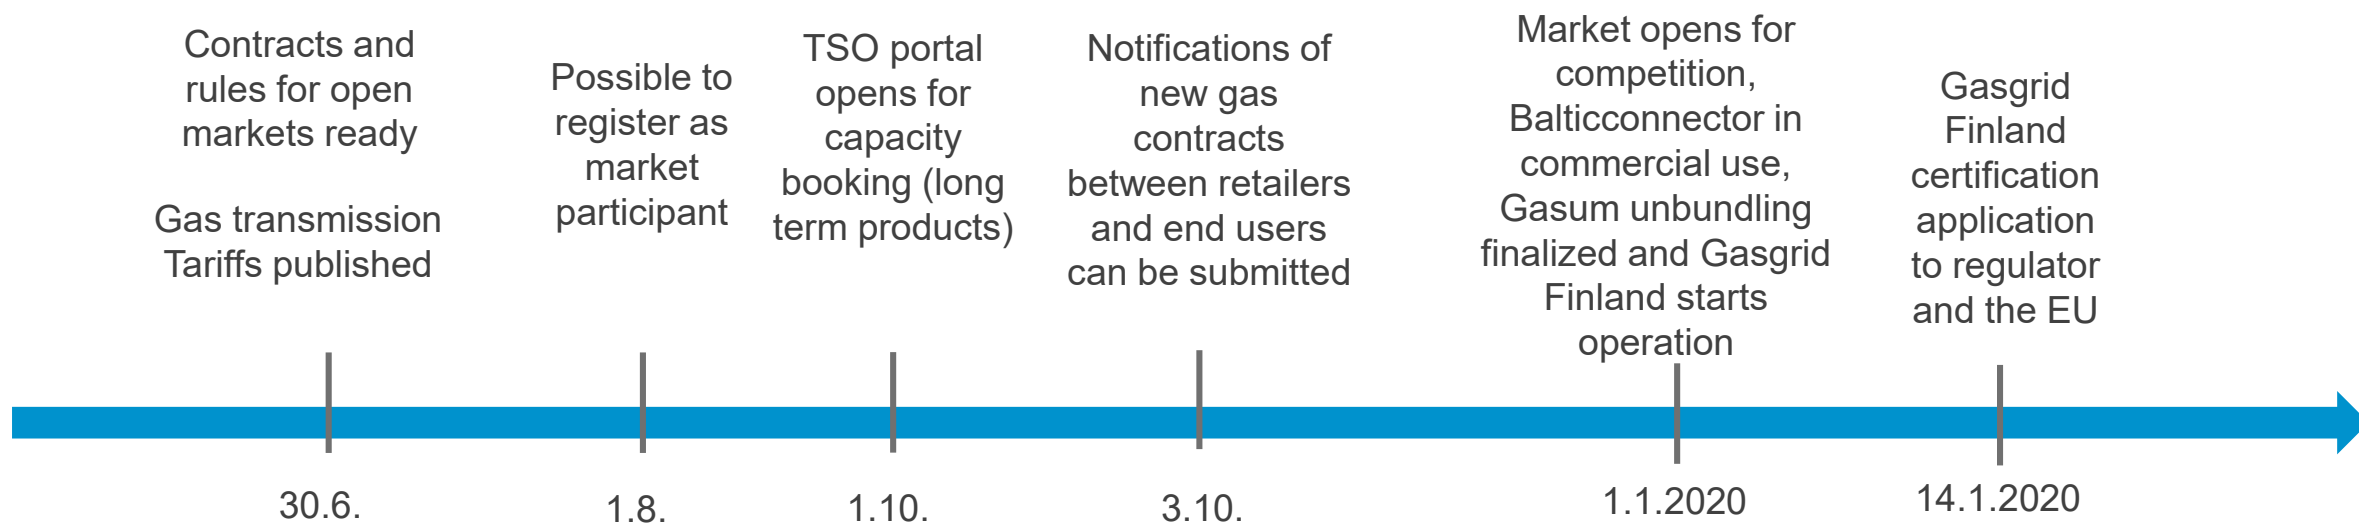 Contracts and
rules for open
markets ready
Gas transmission
Tariffs published
30.6.
Possible to
register as
market
participant
1.8.
TSO portal
opens for
capacity
booking (long
term products)
1.10.
Notifications of
new gas
contracts
between retailers
and end users
can be submitted
3.10.
Market opens for
competition,
Balticconnector in
commercial use,
Gasum unbundling
finalized and Gasgrid
Finland starts
operation
1.1.2020
Gasgrid
Finland
certification
application
to regulator
and the EU
14.1.2020